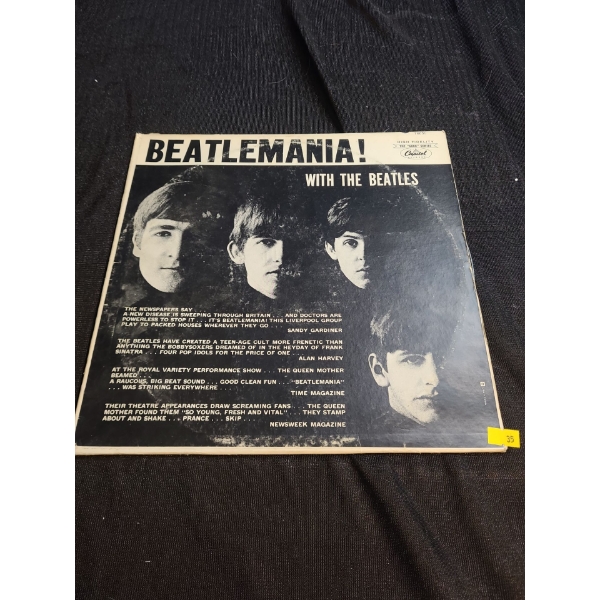 BEATLEMANIA!
HIGH FIDELITY
Capitol
WITH THE BEATLES
THE NEWSPAPERS SAY
A NEW DISEASE IS SWEEPING THROUGH BRITAIN . . . AND DOCTORS ARE
POWERLESS TO STOP IT . . . IT'S BEATLEMANIA! THIS LIVERPOOL GROUP
PLAY TO PACKED HOUSES WHEREVER THEY GO . .
SANDY GARDINER
THE BEATLES HAVE CREATED A TEEN-AGE CULT MORE FRENETIC THAN
ANYTHING THE BOBBYSOXERS DREAMED OF IN THE HEYDAY OF FRANK
SINATRA . . . FOUR POP IDOLS FOR THE PRICE OF ONE . . .
ALAN HARVEY
AT THE ROYAL VARIETY PERFORMANCE SHOW . . . THE QUEEN MOTHER
BEAMED . . .
A RAUCOUS, BIG BEAT SOUND . . . GOOD CLEAN FUN . . . "BEATLEMANIA"
. . . WAS STRIKING EVERYWHERE . . .
TIME MAGAZINE
THEIR THEATRE APPEARANCES DRAW SCREAMING FANS . . . THE QUEEN
MOTHER FOUND THEM "SO YOUNG, FRESH AND VITAL" . . . THEY STAMP
ABOUT AND SHAKE . . . PRANCE . . . SKIP . . .
NEWSWEEK MAGAZINE
35